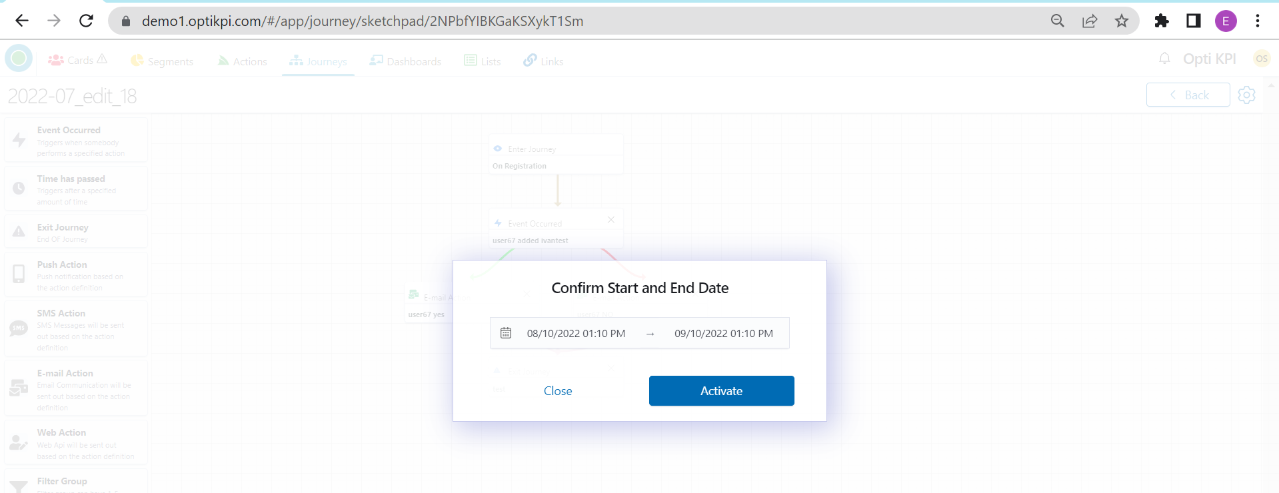 demo1.optikpi.com/#/app/journey/sketchpad/2NPbfYIBKGaKSXykT1Sm
E
Cards
Segments
Actions
Journeys
Dashboards
Lists
Links
Opti KPI
OS
2022-07_edit_18
Back
Event Occurred
Triggers when somebody
performs a specified action
Time has passed
Triggers after a specified
amount of time
Exit Journey
End Of Journey
Push Action
Push notification based on
the action definition
SMS Action
SMS Messages will be sent
out based on the action
definition
E-mail Action
Email Communication will be
sent out based on the action
definition
Web Action
Web Api will be sent out
based on the action definition
Filter Group
Enter Journey
On Registration
Event Occurred
user67 added ivantest
E-mail A
user67 yes
Confirm Start and End Date
08/10/2022 01:10 PM → 09/10/2022 01:10 PM
Close
Activate